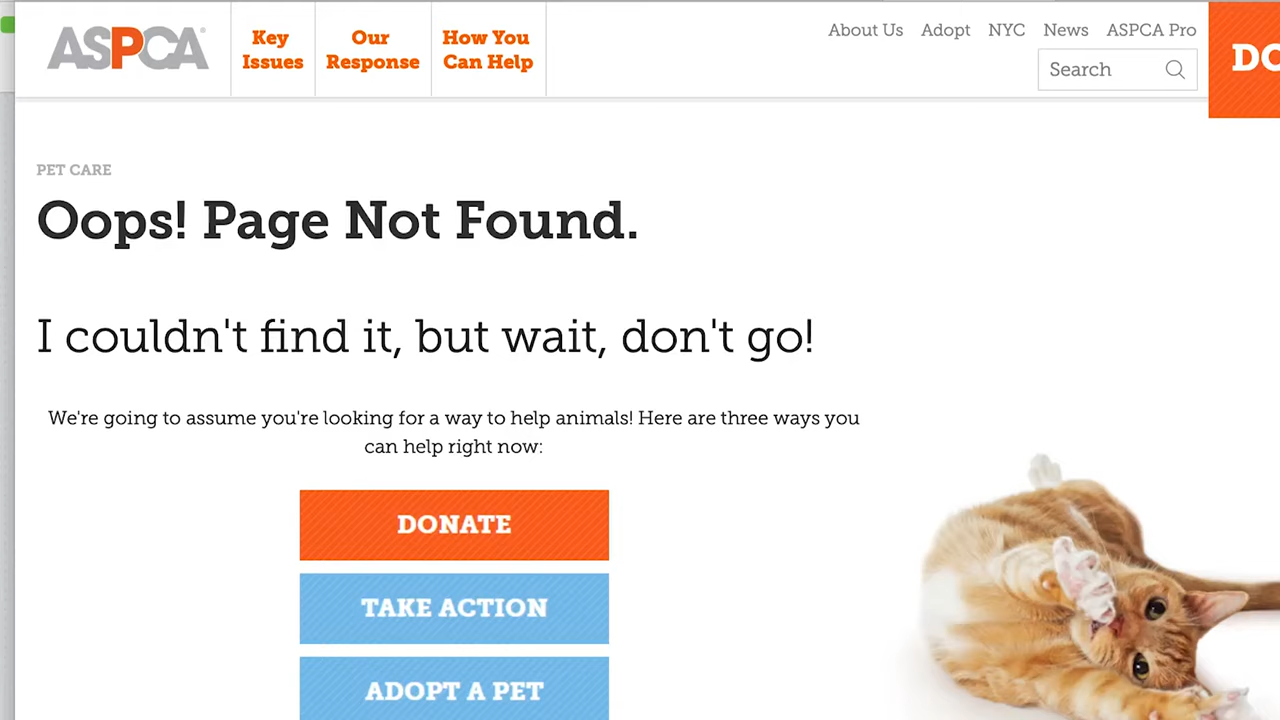 ASPCA
Key Issues
Our Response
How You Can Help
About Us Adopt NYC News ASPCA Pro
Search
PET CARE
Oops! Page Not Found.
I couldn't find it, but wait, don't go!
We're going to assume you're looking for a way to help animals! Here are three ways you
can help right now:
DONATE
TAKE ACTION
ADOPT A PET